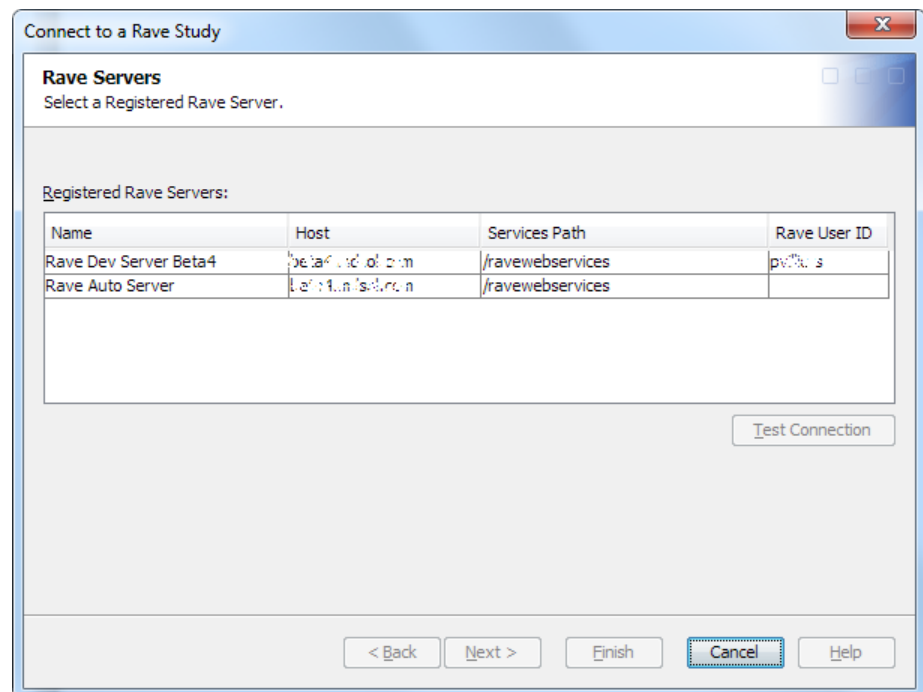 Connect to a Rave Study
Rave Servers
Select a Registered Rave Server.
Registered Rave Servers:
Name Host Services Path Rave User ID
Rave Dev Server Beta4 /ravewebservices
Rave Auto Server /ravewebservices
Test Connection
< Back Next > Finish Cancel Help